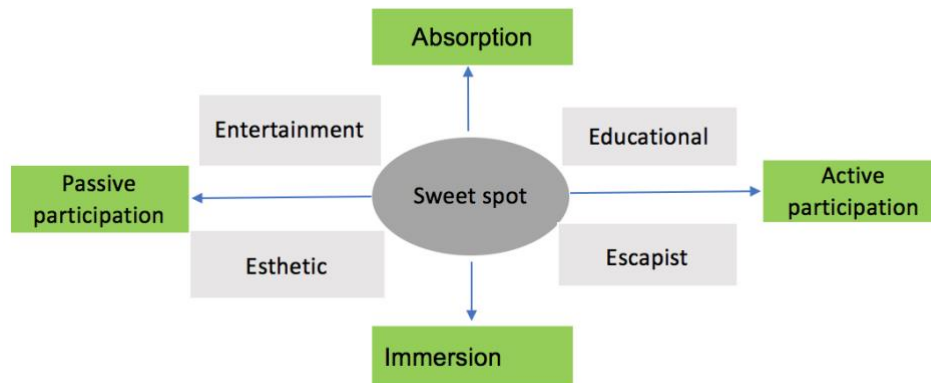 Absorption
Entertainment
Educational
Passive
participation
Sweet spot
Active
participation
Esthetic
Escapist
Immersion